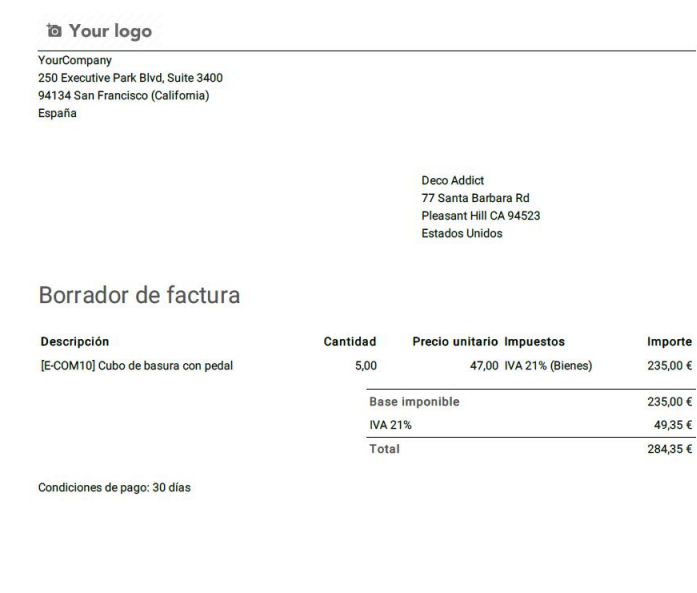 Your logo
YourCompany
250 Executive Park Blvd, Suite 3400
94134 San Francisco (California)
España
Deco Addict
77 Santa Barbara Rd
Pleasant Hill CA 94523
Estados Unidos
Borrador de factura
Descripción Cantidad Precio unitario Impuestos Importe
[E-COM10] Cubo de basura con pedal 5,00 47,00 IVA 21% (Bienes) 235,00 €
Base imponible 235,00 €
IVA 21% 49,35 €
Total 284,35 €
Condiciones de pago: 30 días